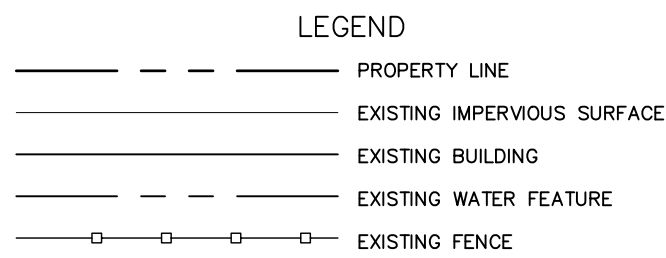 LEGEND
PROPERTY LINE
EXISTING IMPERVIOUS SURFACE
EXISTING BUILDING
EXISTING WATER FEATURE
EXISTING FENCE